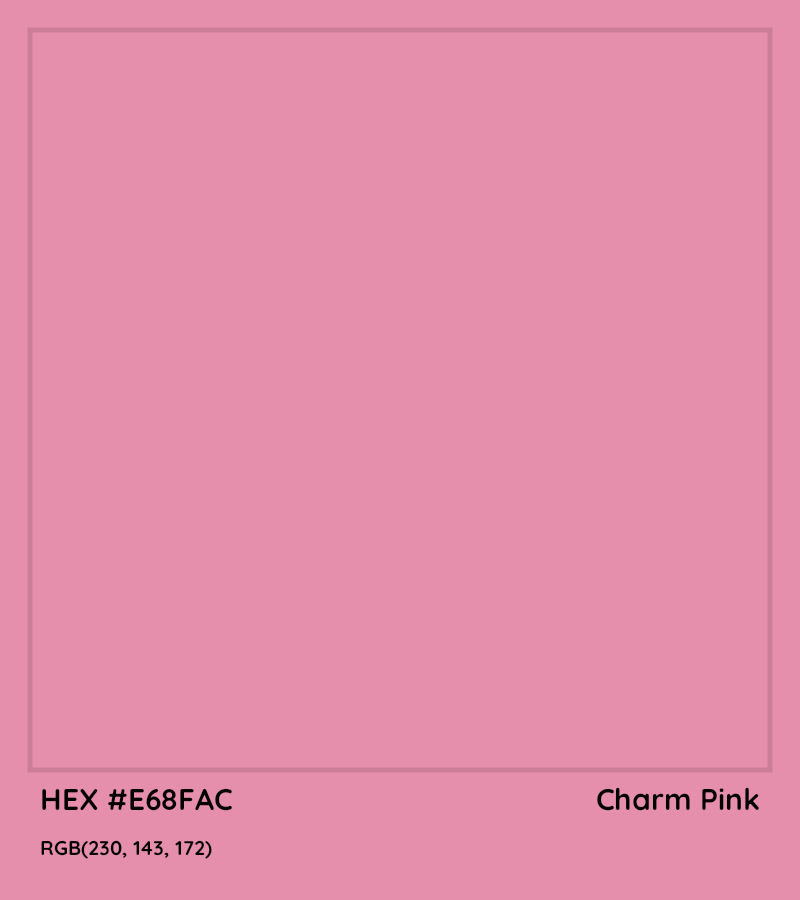 HEX #E68FAC
Charm Pink
RGB(230, 143, 172)